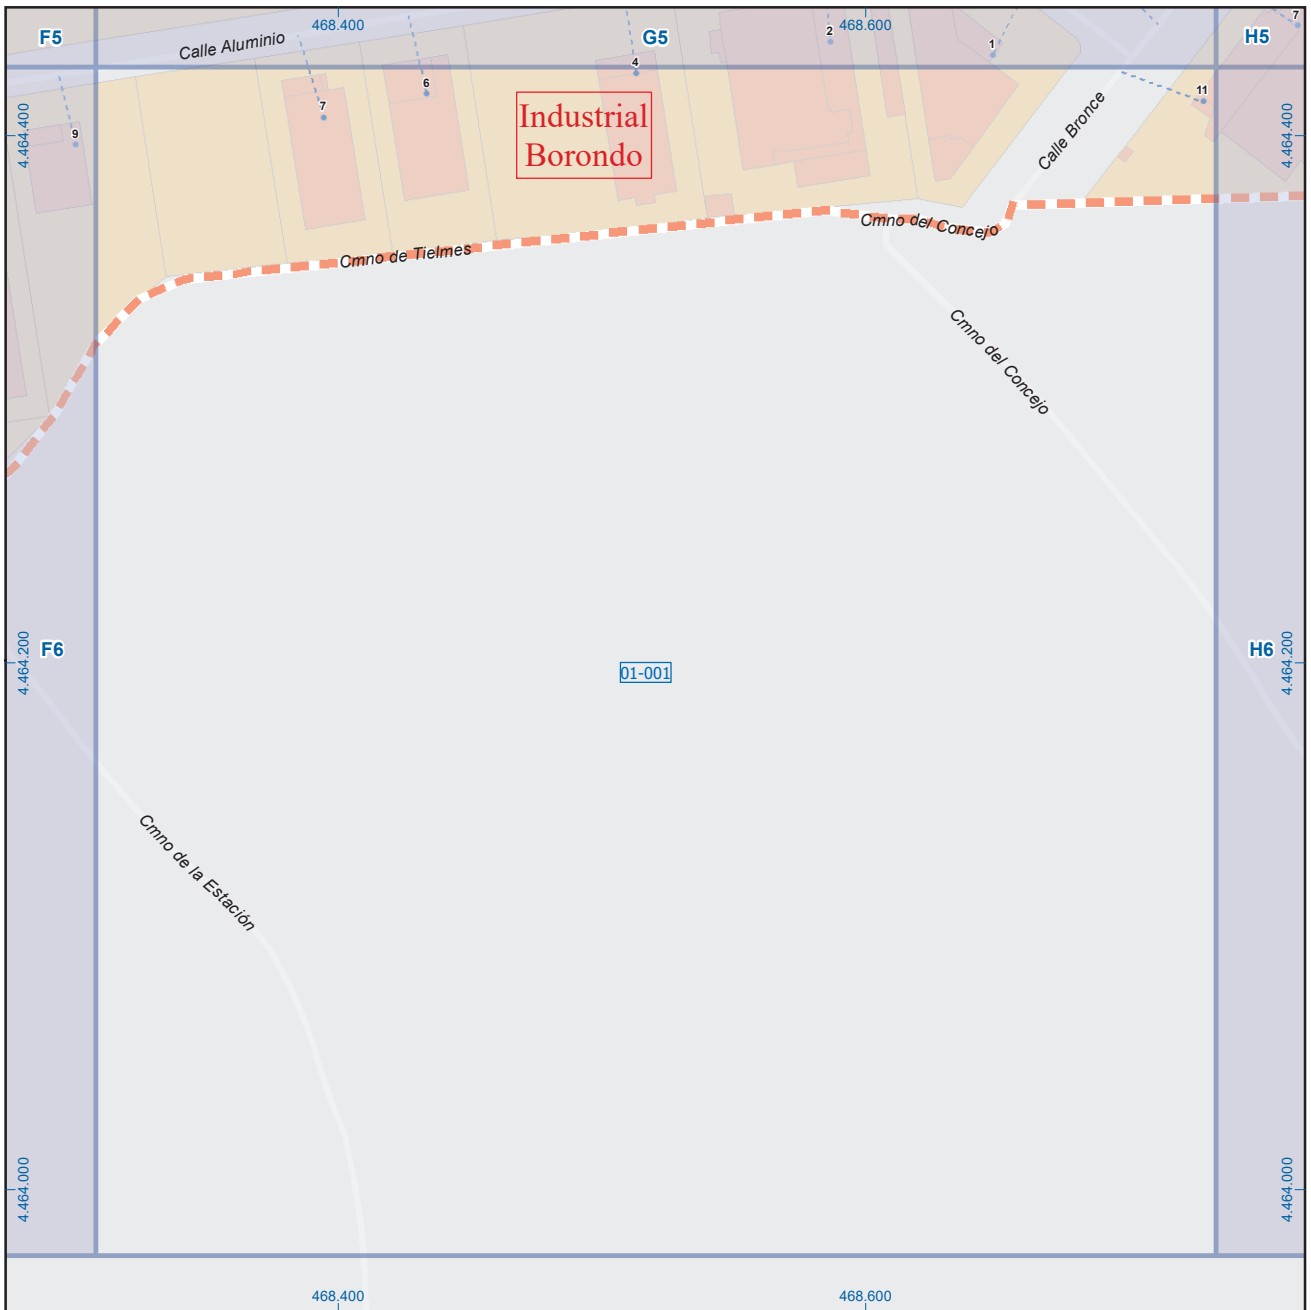 468.400
468.600
F5
G5
H5
7
Calle Aluminio
2
1
4
6
7
11
9
Industrial
Borondo
Calle Bronce
4.464.400
4.464.400
Cmno de Tielmes
Cmno del Concejo
Cmno del Concejo
F6
H6
4.464.200
4.464.200
01-001
Cmno de la Estación
4.464.000
4.464.000
468.400
468.600